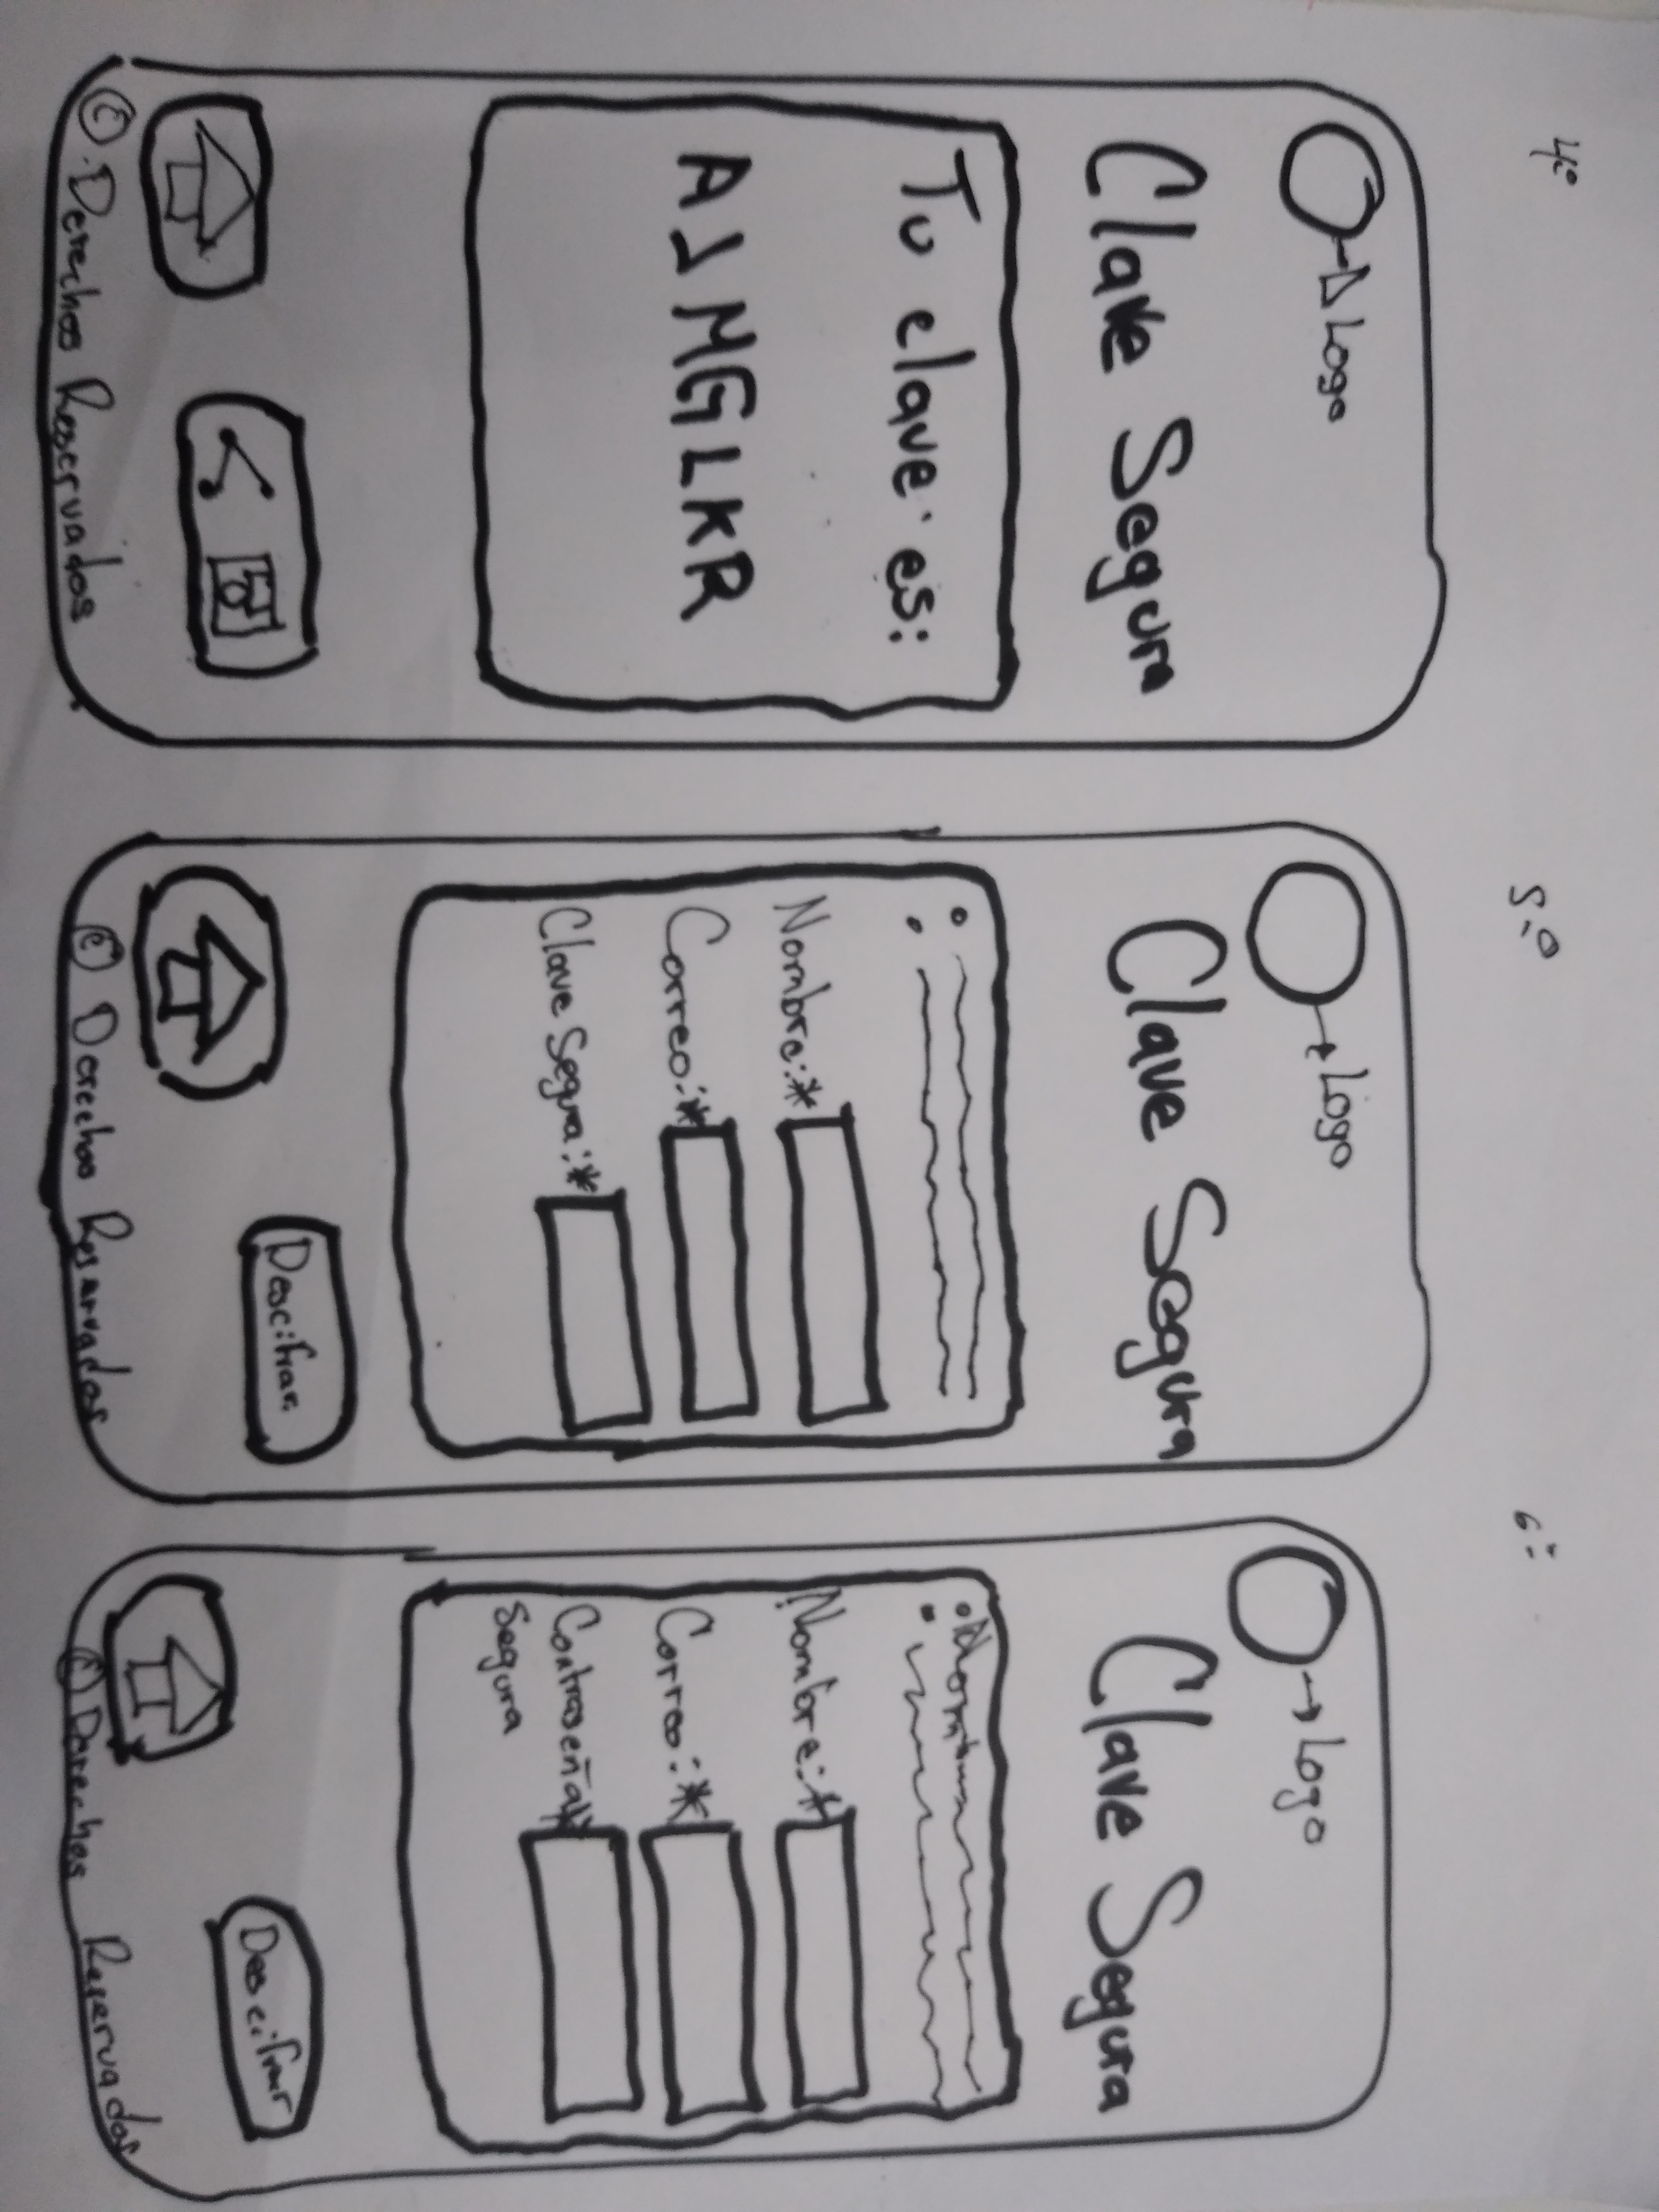 4.º
Logo
Clave Segura
Tu clave es:
AJMGLKR
© Derechos Reservados
5.º
Logo
Clave Segura
Nombre:*
Correo:*
Clave Segura:*
Descifrar
© Derechos Reservados
6.-
Logo
Clave Segura
Nombre:*
Correo:*
Contraseña*
Segura
Descifrar
© Derechos Reservados